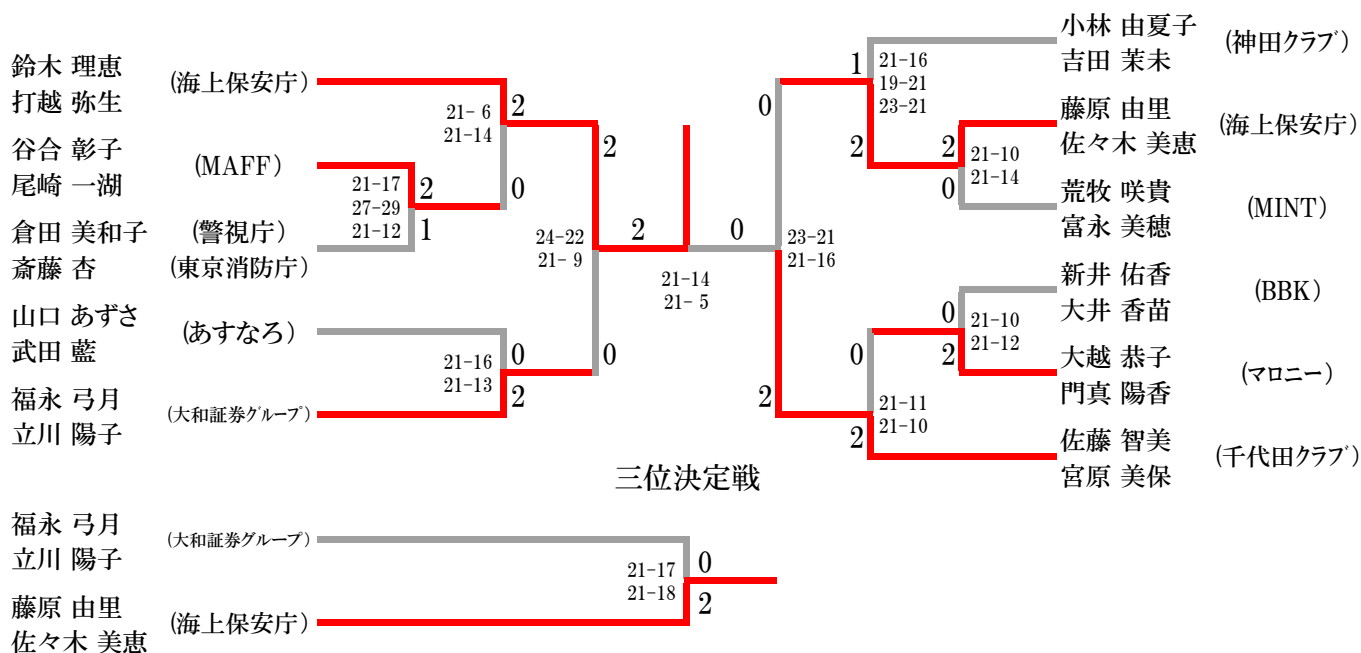 鈴木 理恵
打越 弥生
(海上保安庁)
谷合 彰子
尾崎 一湖
(MAFF)
倉田 美和子
斎藤 杏
(警視庁)
(東京消防庁)
山口 あずさ
武田 藍
(あすなろ)
福永 弓月
立川 陽子
(大和証券グループ)
21-17
27-29
21-12
2
1
21- 6
21-14
2
0
21-16
21-13
0
2
24-22
21- 9
2
0
2
0
21-14
21- 5
0
2
23-21
21-16
1
2
21-16
19-21
23-21
2
0
21-10
21-14
0
2
21-11
21-10
0
2
21-10
21-12
小林 由夏子
吉田 茉未
(神田クラブ)
藤原 由里
佐々木 美恵
(海上保安庁)
荒牧 咲貴
富永 美穂
(MINT)
新井 佑香
大井 香苗
(BBK)
大越 恭子
門真 陽香
(マロニー)
佐藤 智美
宮原 美保
(千代田クラブ)
三位決定戦
福永 弓月
立川 陽子
(大和証券グループ)
藤原 由里
佐々木 美恵
(海上保安庁)
21-17
21-18
0
2